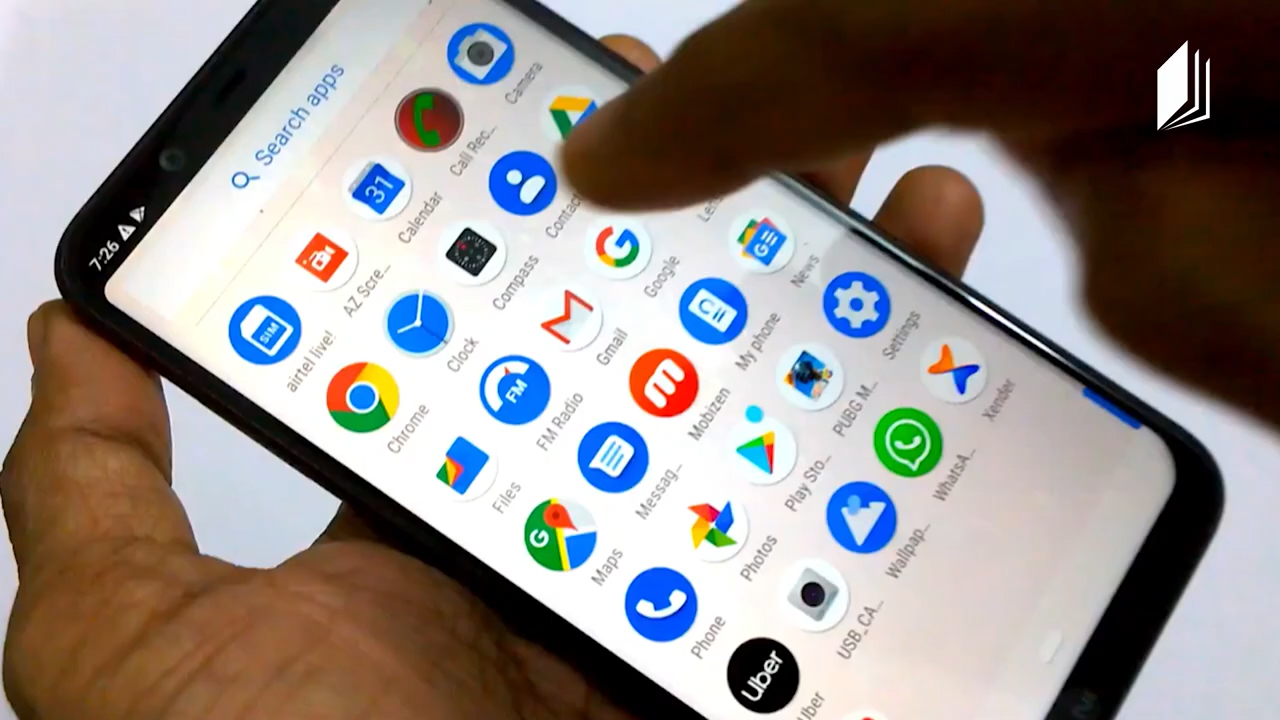 7:26
Search apps
airtel live!
AZ Scre...
Calendar
Call Rec...
Camera
Chrome
Clock
Compass
Contac
Files
FM Radio
Gmail
Google
Maps
Messag...
Mobizen
My phone
News
Phone
Photos
Play Sto...
PUBG M...
Settings
Uber
USB_CA...
Wallpap...
WhatsA...
Xender
SIM
31
FM
G
GE
C
Uber